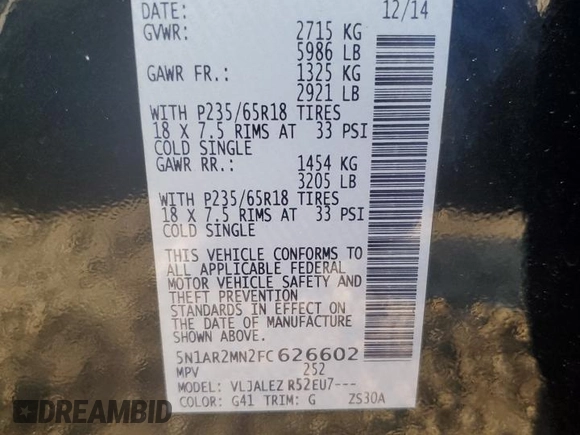 DATE: 12/14
GVWR: 2715 KG
5986 LB
GAWR FR.: 1325 KG
2921 LB
WITH P235/65R18 TIRES
18 X 7.5 RIMS AT 33 PSI
COLD SINGLE
GAWR RR.: 1454 KG
3205 LB
WITH P235/65R18 TIRES
18 X 7.5 RIMS AT 33 PSI
COLD SINGLE
THIS VEHICLE CONFORMS TO
ALL APPLICABLE FEDERAL
MOTOR VEHICLE SAFETY AND
THEFT PREVENTION
STANDARDS IN EFFECT ON
THE DATE OF MANUFACTURE
SHOWN ABOVE.
5N1AR2MN2FC626602
MPV 252
MODEL: VLJALEZ R52EU7---
COLOR: G41 TRIM: G ZS30A
DREAMBID